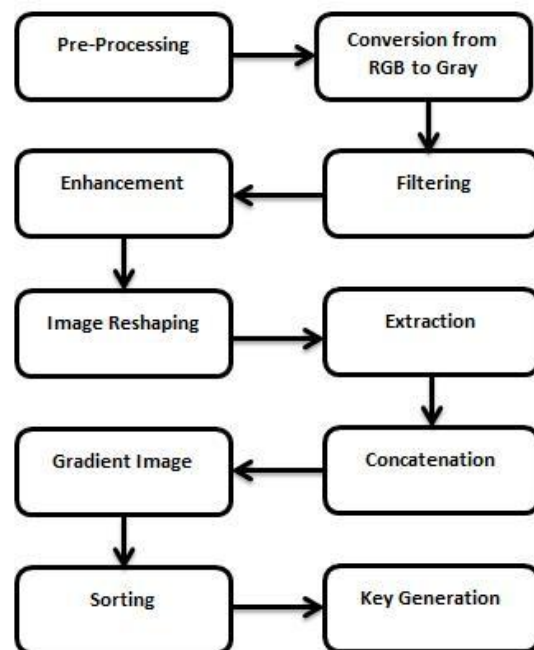 Pre-Processing
Conversion from
RGB to Gray
Enhancement
Filtering
Image Reshaping
Extraction
Gradient Image
Concatenation
Sorting
Key Generation